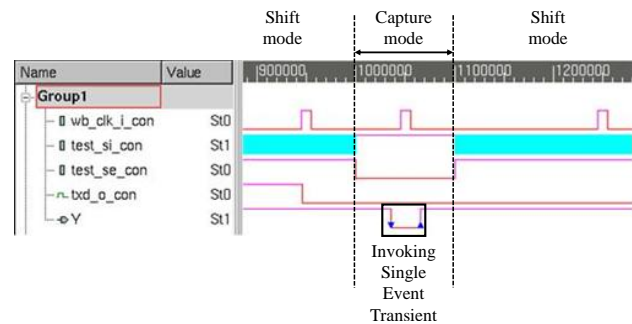 Shift mode
Capture mode
Shift mode
Name
Value
900000
1000000
1100000
1200000
Group1
wb_clk_i_con St0
test_si_con St1
test_se_con St0
txd_o_con St0
Y St1
Invoking
Single
Event
Transient